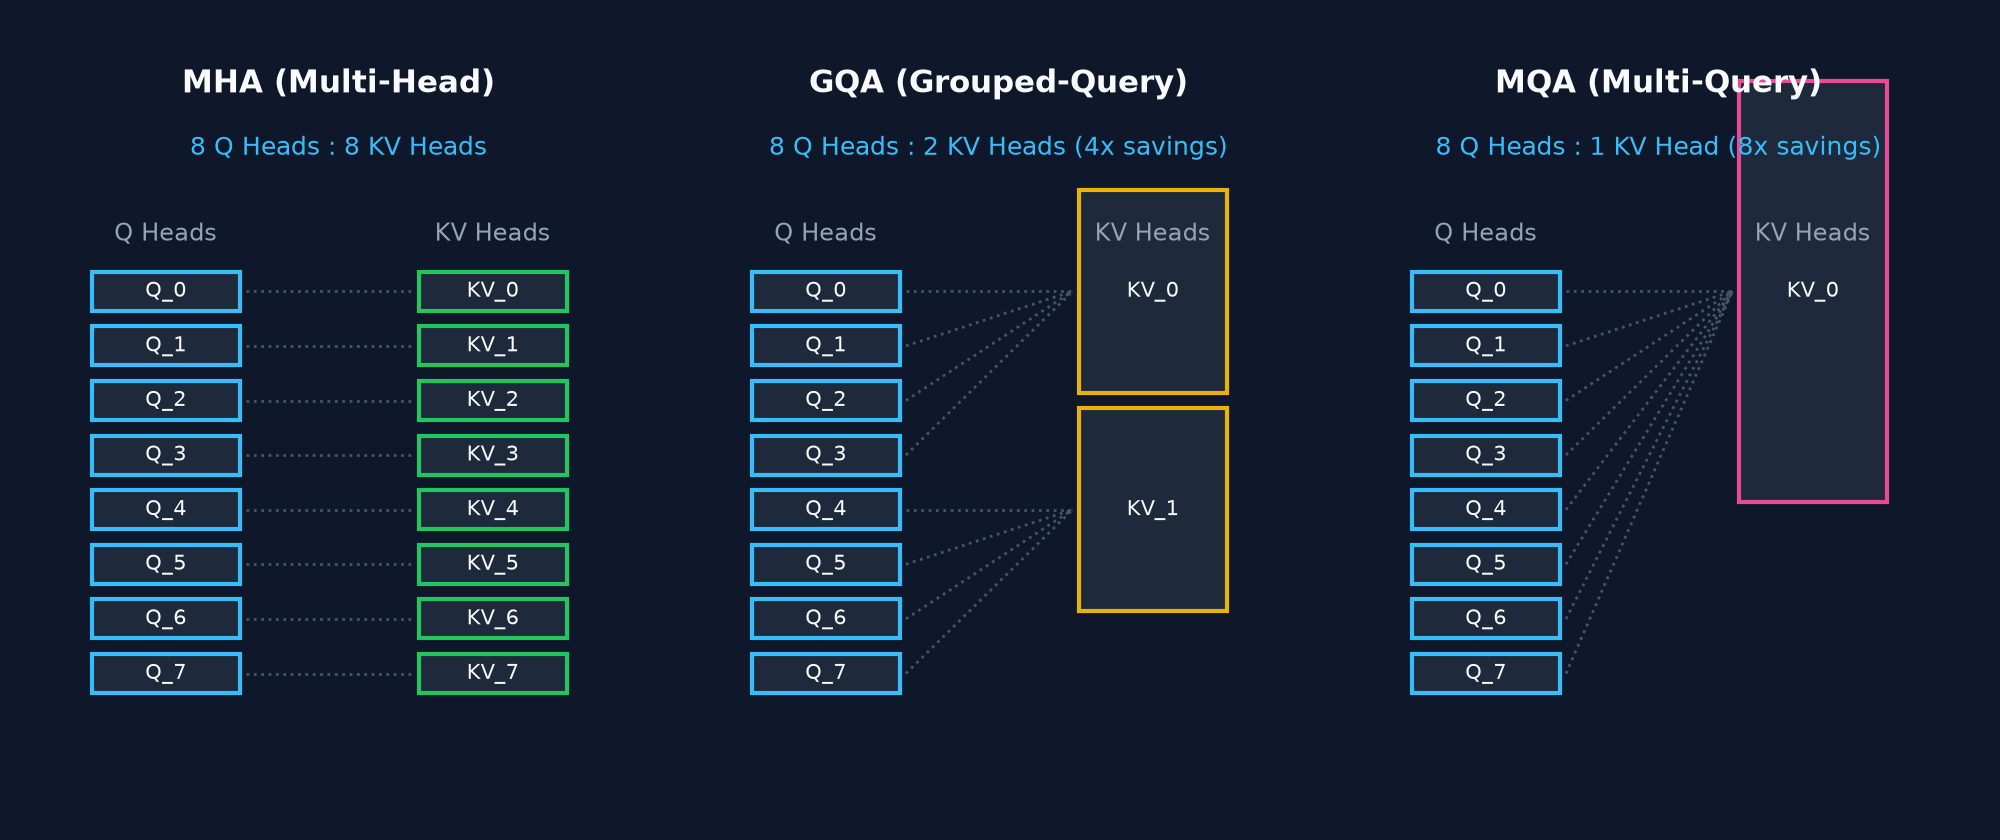 MHA (Multi-Head)
8 Q Heads : 8 KV Heads
Q Heads
KV Heads
Q_0
KV_0
Q_1
KV_1
Q_2
KV_2
Q_3
KV_3
Q_4
KV_4
Q_5
KV_5
Q_6
KV_6
Q_7
KV_7
GQA (Grouped-Query)
8 Q Heads : 2 KV Heads (4x savings)
Q Heads
KV Heads
Q_0
KV_0
Q_1
Q_2
Q_3
Q_4
KV_1
Q_5
Q_6
Q_7
MQA (Multi-Query)
8 Q Heads : 1 KV Head (8x savings)
Q Heads
KV Heads
Q_0
KV_0
Q_1
Q_2
Q_3
Q_4
Q_5
Q_6
Q_7